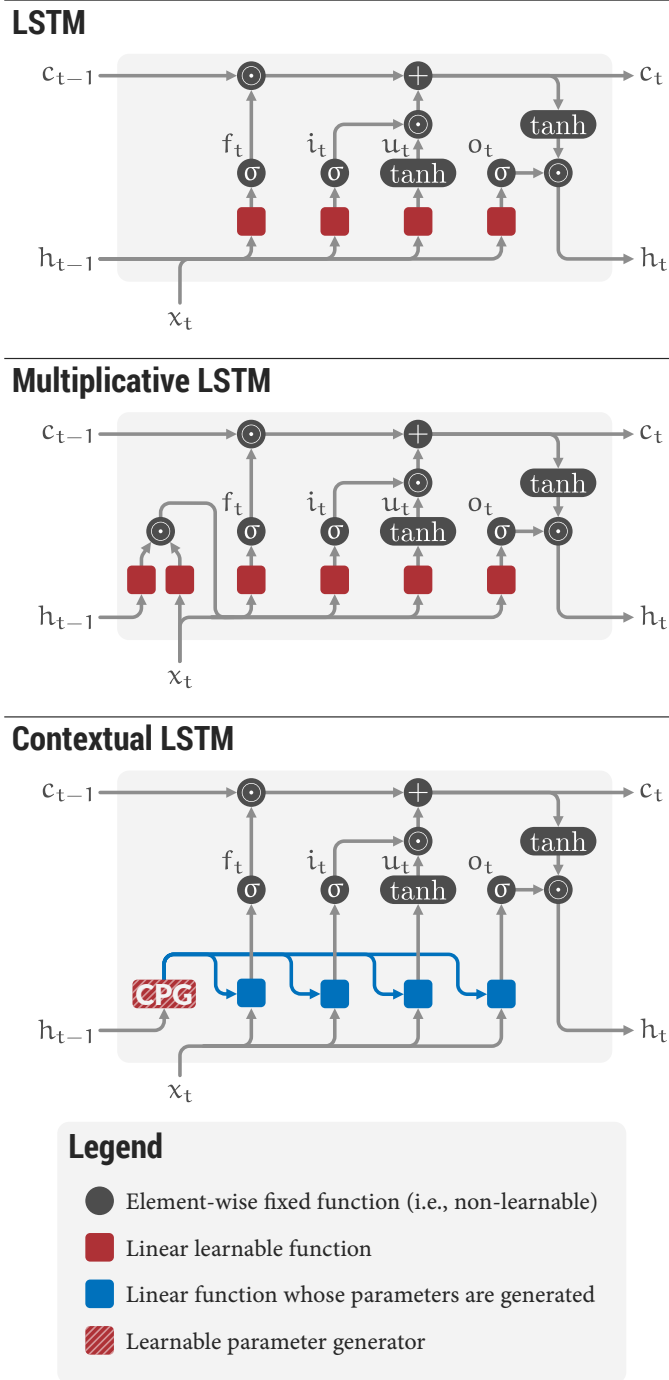 LSTM
c_{t−1} ⊙ + c_t
tanh
f_t i_t ⊙ u_t o_t
σ σ tanh σ ⊙
h_{t−1} h_t
x_t
Multiplicative LSTM
c_{t−1} ⊙ + c_t
tanh
f_t i_t ⊙ u_t o_t
⊙ σ σ tanh σ ⊙
h_{t−1} h_t
x_t
Contextual LSTM
c_{t−1} ⊙ + c_t
tanh
f_t i_t ⊙ u_t o_t
σ σ tanh σ ⊙
CPG
h_{t−1} h_t
x_t
Legend
Element-wise fixed function (i.e., non-learnable)
Linear learnable function
Linear function whose parameters are generated
Learnable parameter generator